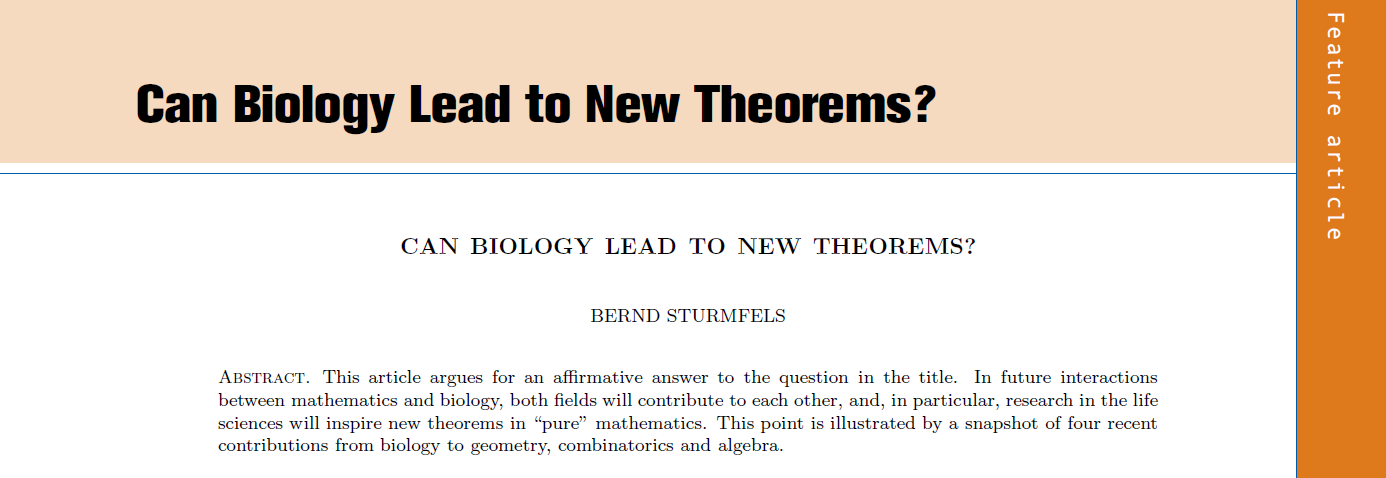 Can Biology Lead to New Theorems?
Feature article
CAN BIOLOGY LEAD TO NEW THEOREMS?
BERND STURMFELS
ABSTRACT. This article argues for an affirmative answer to the question in the title. In future interactions
between mathematics and biology, both fields will contribute to each other, and, in particular, research in the life
sciences will inspire new theorems in “pure” mathematics. This point is illustrated by a snapshot of four recent
contributions from biology to geometry, combinatorics and algebra.